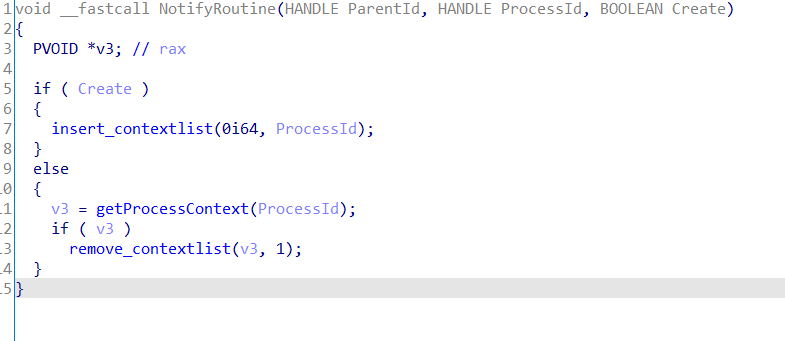 1 void __fastcall NotifyRoutine(HANDLE ParentId, HANDLE ProcessId, BOOLEAN Create)
2 {
3   PVOID *v3; // rax
4
5   if ( Create )
6   {
7     insert_contextlist(0i64, ProcessId);
8   }
9   else
.0   {
.1     v3 = getProcessContext(ProcessId);
.2     if ( v3 )
.3       remove_contextlist(v3, 1);
.4   }
.5 }